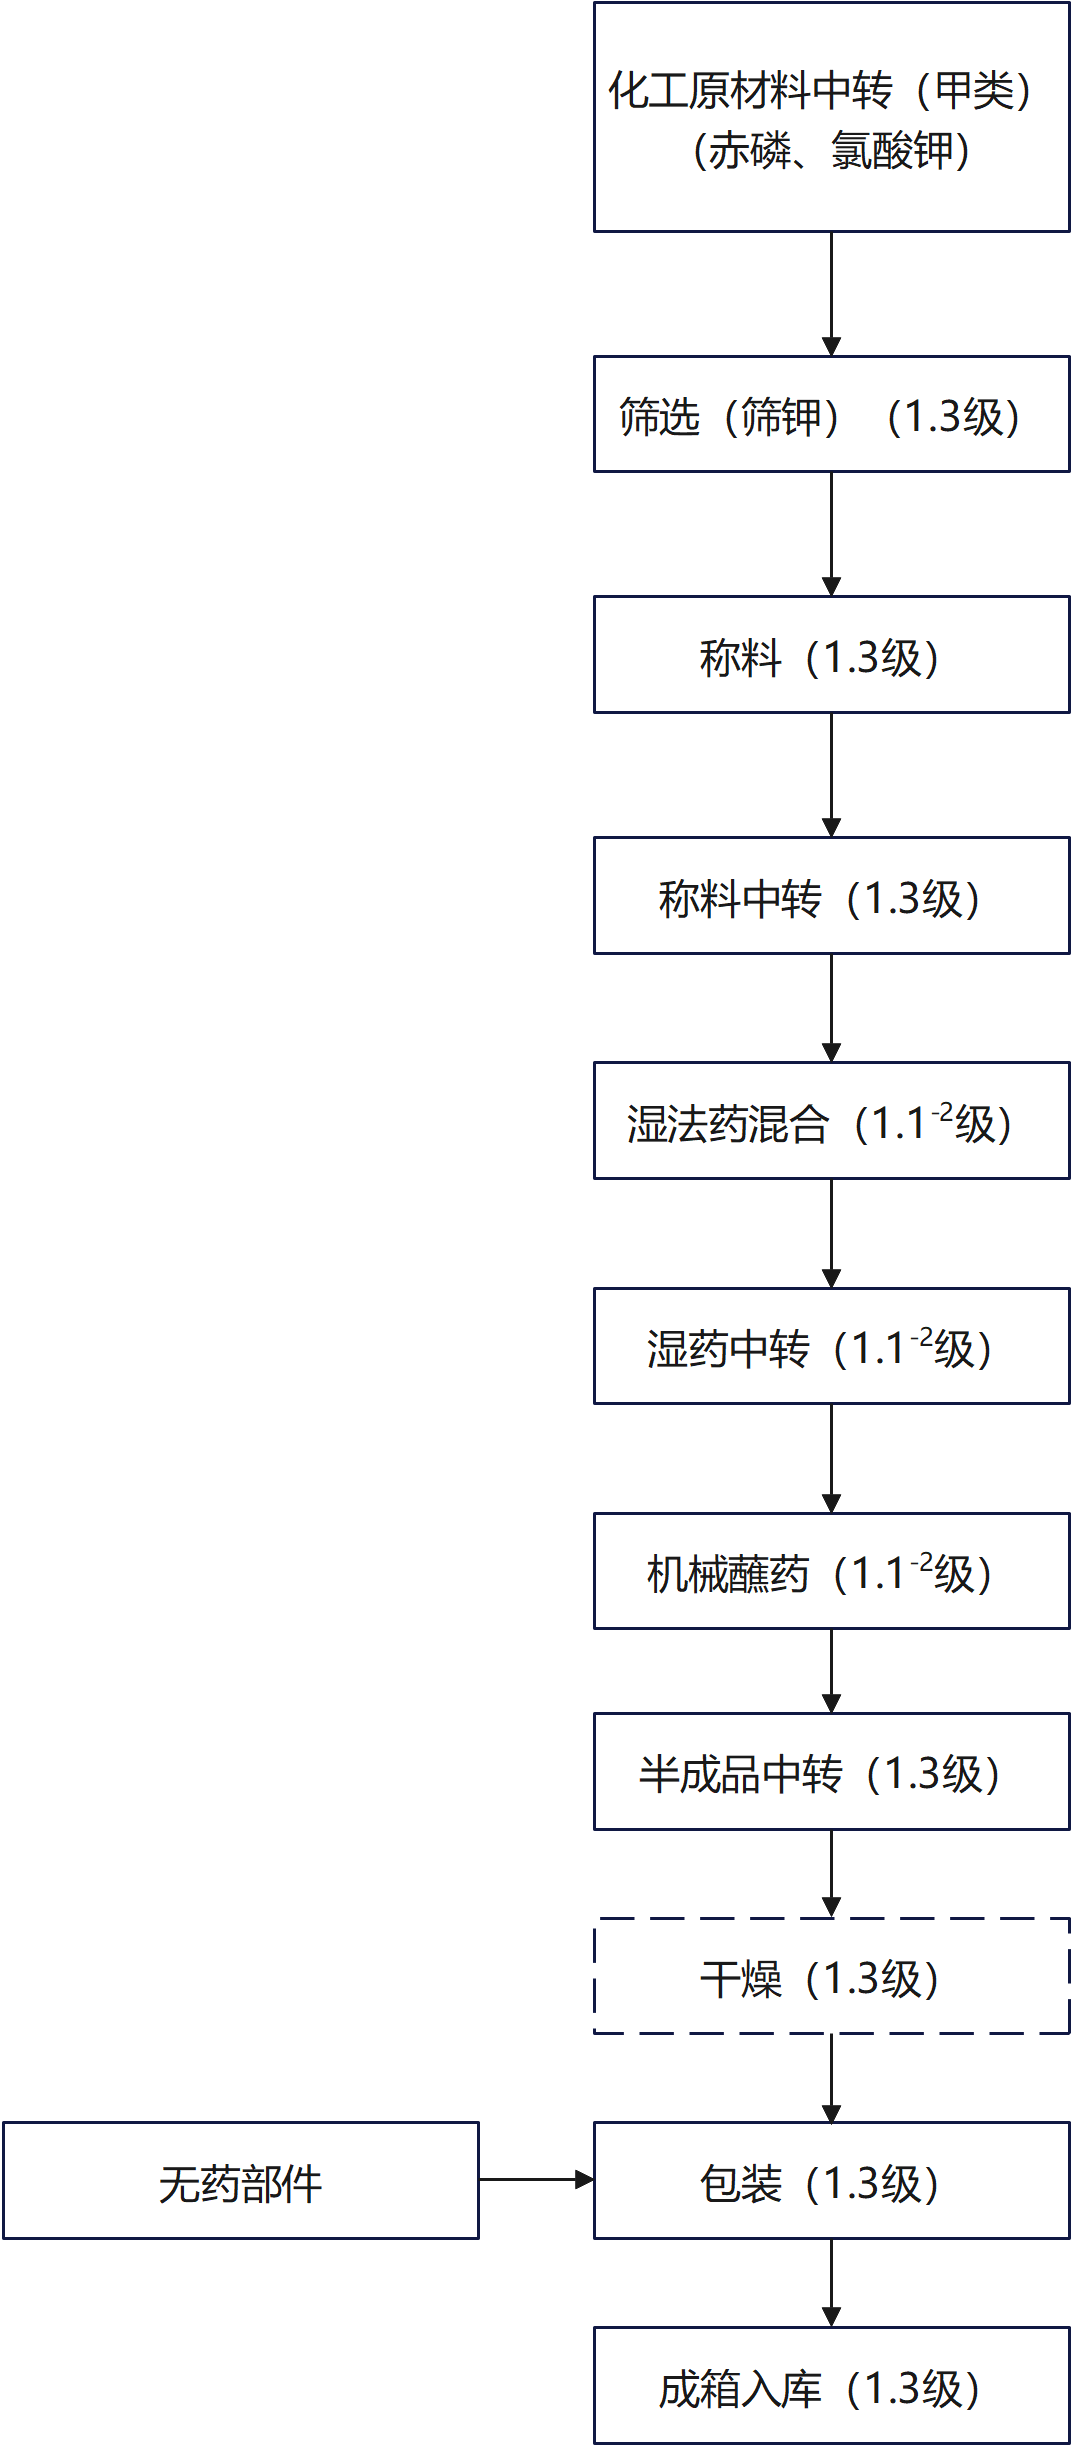 化工原材料中转（甲类）
（赤磷、氯酸钾）
筛选（筛钾）（1.3级）
称料（1.3级）
称料中转（1.3级）
湿法药混合（1.1⁻²级）
湿药中转（1.1⁻²级）
机械蘸药（1.1⁻²级）
半成品中转（1.3级）
干燥（1.3级）
无药部件
包装（1.3级）
成箱入库（1.3级）